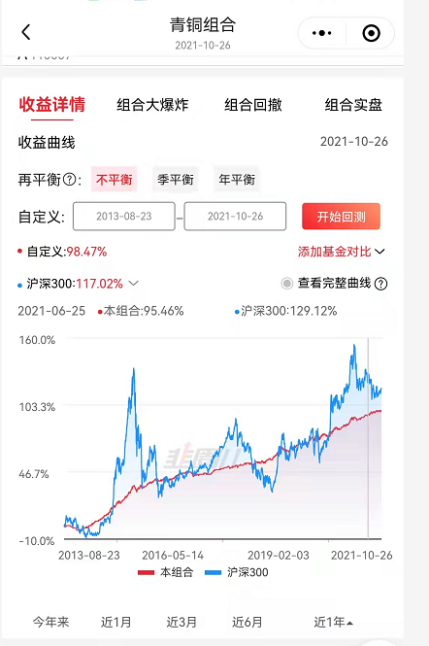 青铜组合
2021-10-26
收益详情 组合大爆炸 组合回撤 组合实盘
收益曲线 2021-10-26
再平衡?: 不平衡 季平衡 年平衡
自定义: 2013-08-23 - 2021-10-26 开始回测
自定义:98.47% 添加基金对比
沪深300:117.02% 查看完整曲线?
2021-06-25 本组合:95.46% 沪深300:129.12%
160.0%
103.3%
46.7%
-10.0%
2013-08-23 2016-05-14 2019-02-03 2021-10-26
本组合 沪深300
今年来 近1月 近3月 近6月 近1年